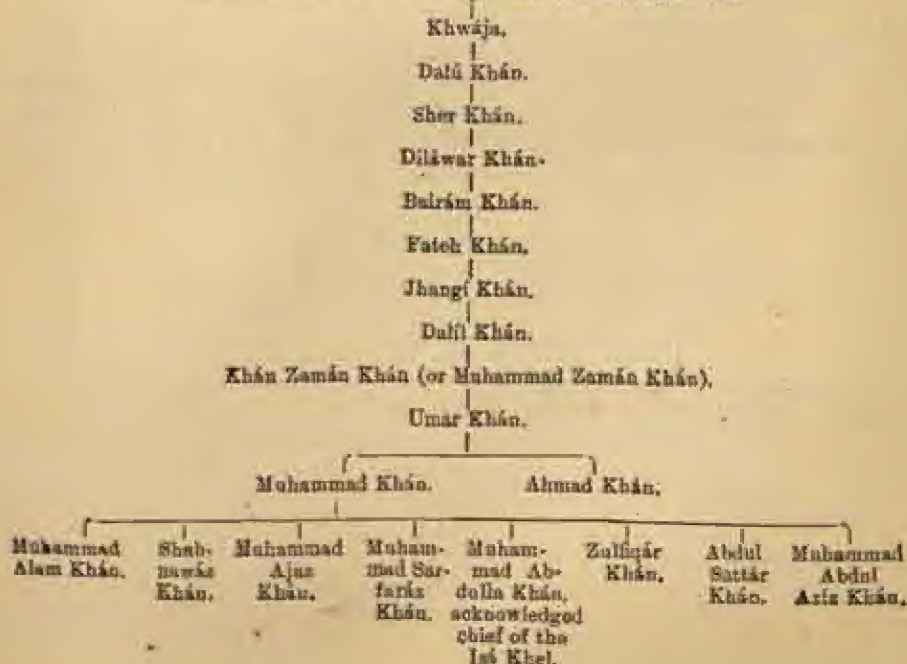 Khwája.
Dalú Khán.
Sher Khán.
Diláwar Khán.
Bairám Khán.
Fateh Khán.
Jhangí Khán.
Dalíl Khán.
Khán Zamán Khán (or Muhammad Zamán Khán).
Umar Khán.
Muhammad Khán. Ahmad Khán.
Muhammad
Alam Khán.
Shah-
nawáz
Khán.
Muhammad
Ajaz
Khán.
Muham-
mad Sar-
faráz
Khán.
Muham-
mad Ab-
dulla Khán,
acknowledged
chief of the
Isá Khel.
Zulfiqár
Khán.
Abdul
Sattár
Khán.
Muhammad
Abdul
Azíz Khán.